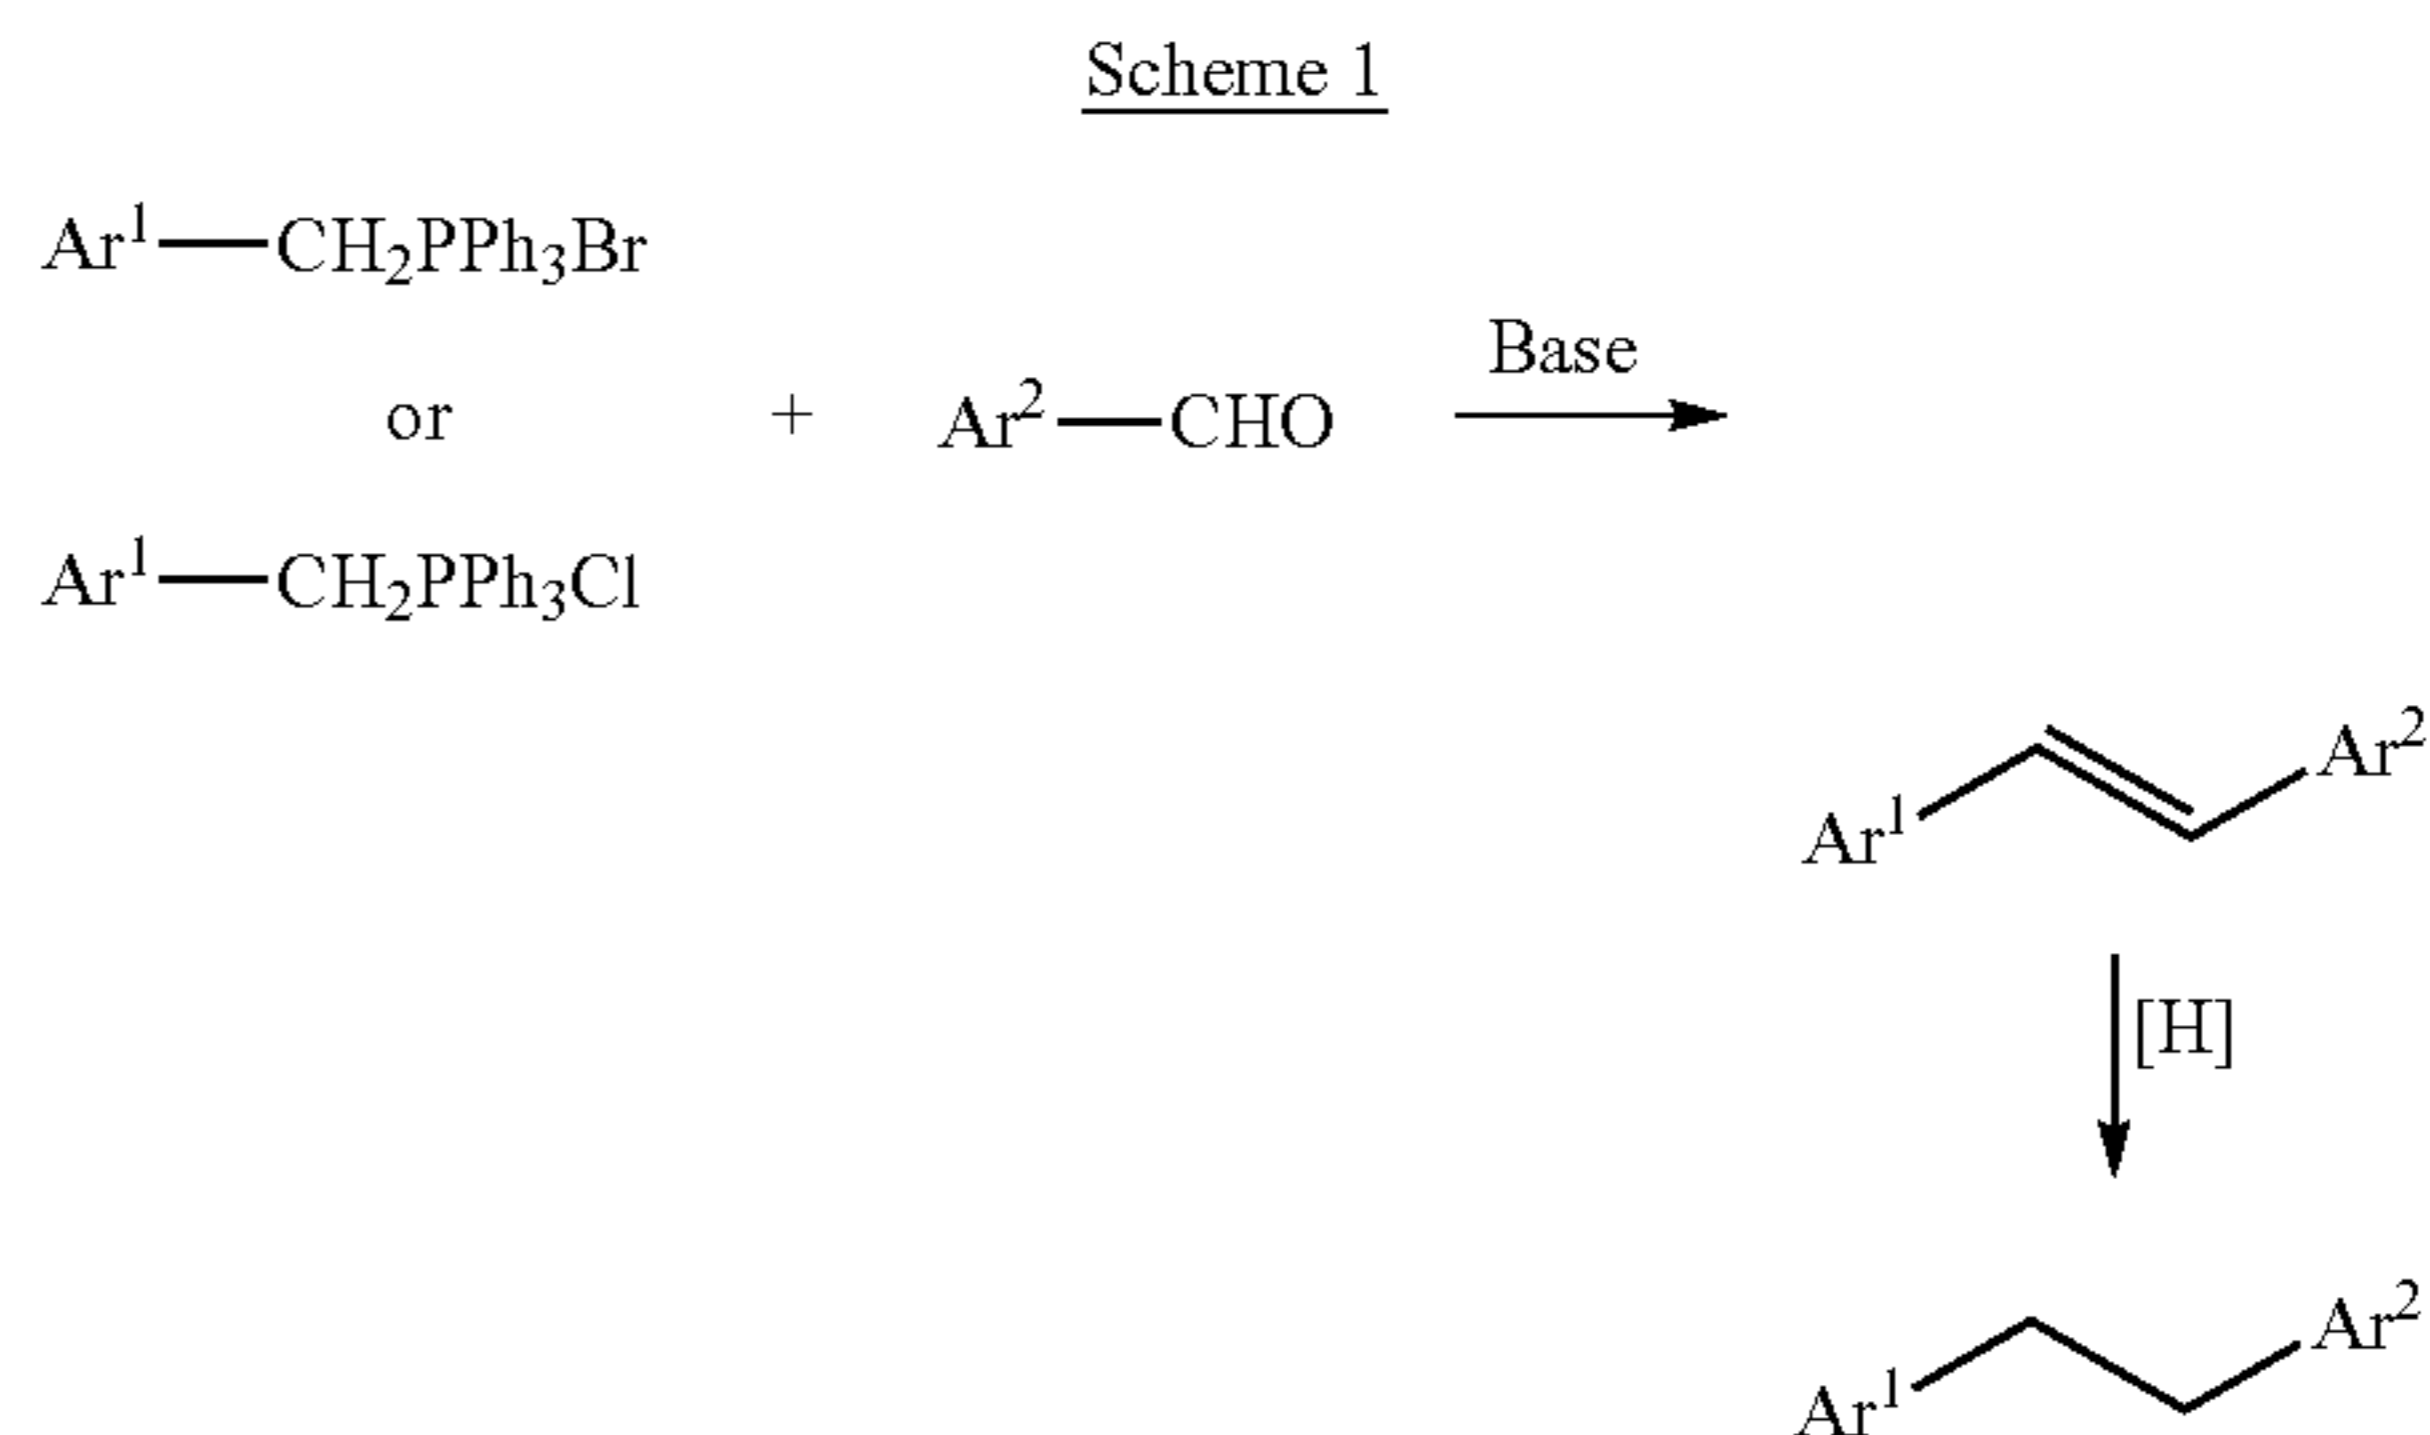 Scheme 1
Ar¹—CH₂PPh₃Br
or + Ar²—CHO Base
Ar¹—CH₂PPh₃Cl
Ar¹ Ar²
[H]
Ar¹ Ar²